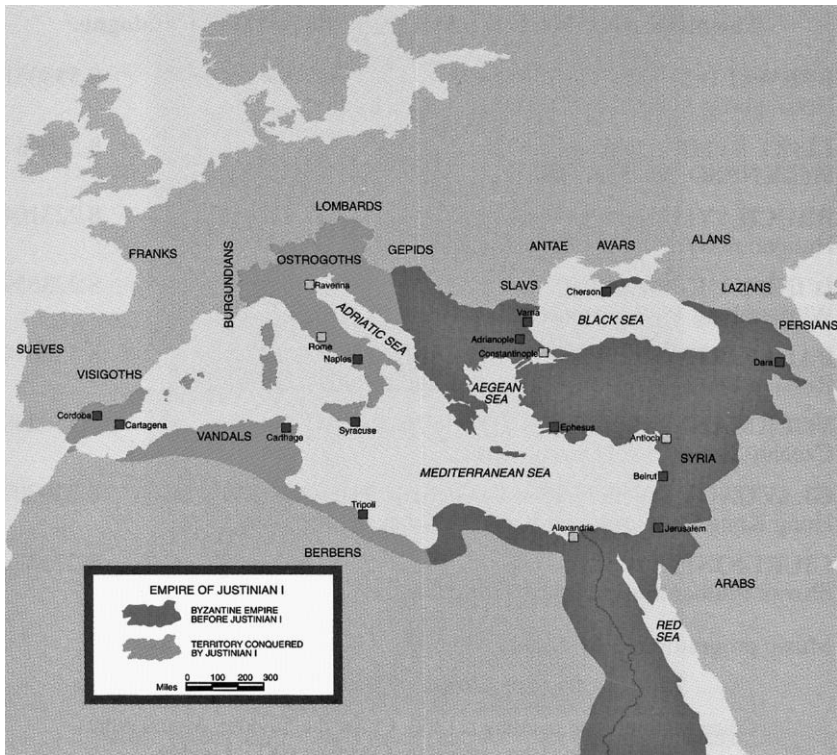 LOMBARDS
FRANKS
BURGUNDIANS
OSTROGOTHS
GEPIDS
ANTAE
AVARS
ALANS
SLAVS
LAZIANS
PERSIANS
Ravenna
ADRIATIC SEA
Cherson
Varna
BLACK SEA
Adrianople
Constantinople
Rome
Naples
SUEVES
VISIGOTHS
AEGEAN
SEA
Dara
Cordoba
Cartagena
VANDALS
Carthage
Syracuse
Ephesus
Antioch
SYRIA
MEDITERRANEAN SEA
Beirut
Tripoli
Alexandria
Jerusalem
BERBERS
ARABS
RED
SEA
EMPIRE OF JUSTINIAN I
BYZANTINE EMPIRE
BEFORE JUSTINIAN I
TERRITORY CONQUERED
BY JUSTINIAN I
Miles 0 100 200 300